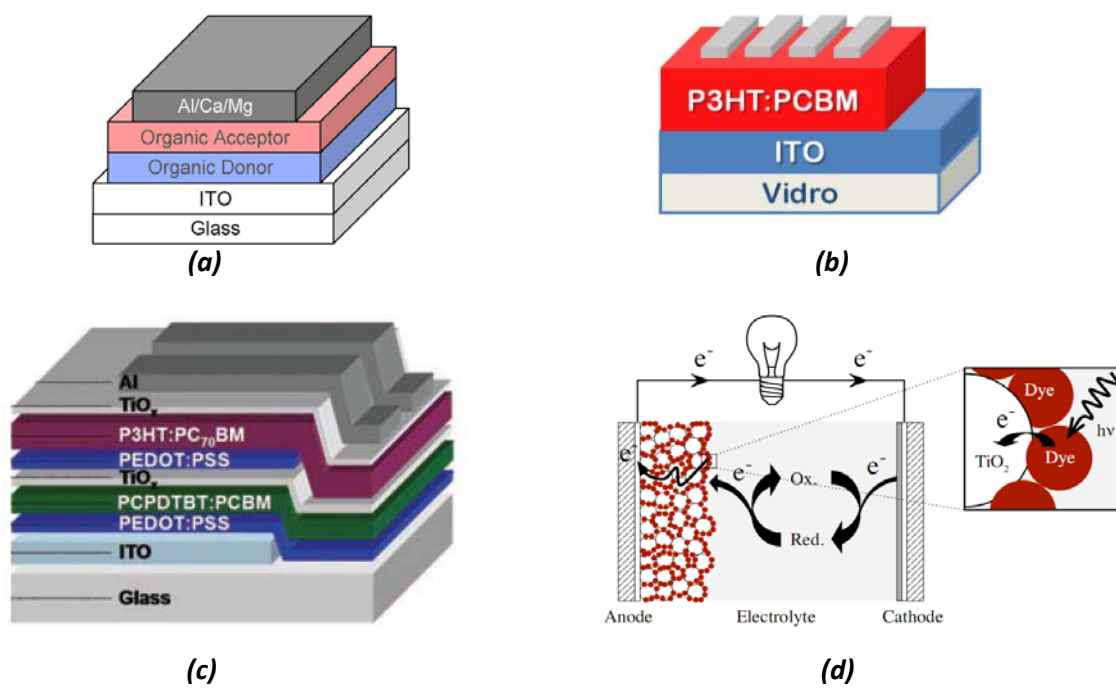 Al/Ca/Mg
Organic Acceptor
Organic Donor
ITO
Glass
(a)
P3HT:PCBM
ITO
Vidro
(b)
Al
TiOₓ
P3HT:PC₇₀BM
PEDOT:PSS
TiOₓ
PCPDTBT:PCBM
PEDOT:PSS
ITO
Glass
(c)
e⁻ e⁻
e⁻ e⁻ Ox. e⁻
Red.
Anode Electrolyte Cathode
Dye
e⁻ hν
TiO₂ Dye
(d)